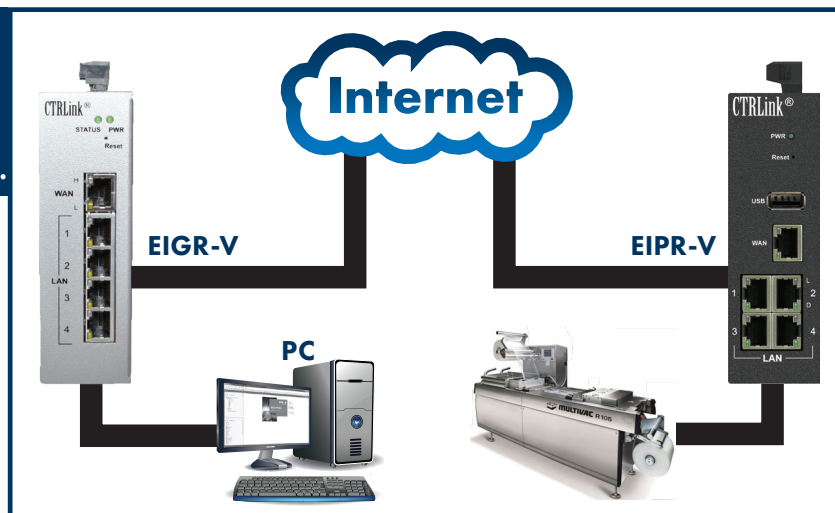 Internet
CTRLink®
STATUS PWR
Reset
H
WAN
L
1
2
LAN
3
4
EIGR-V
PC
EIPR-V
CTRLink®
PWR
Reset
USB
WAN
L
1
2
D
3
4
LAN
MULTIVAC R 105